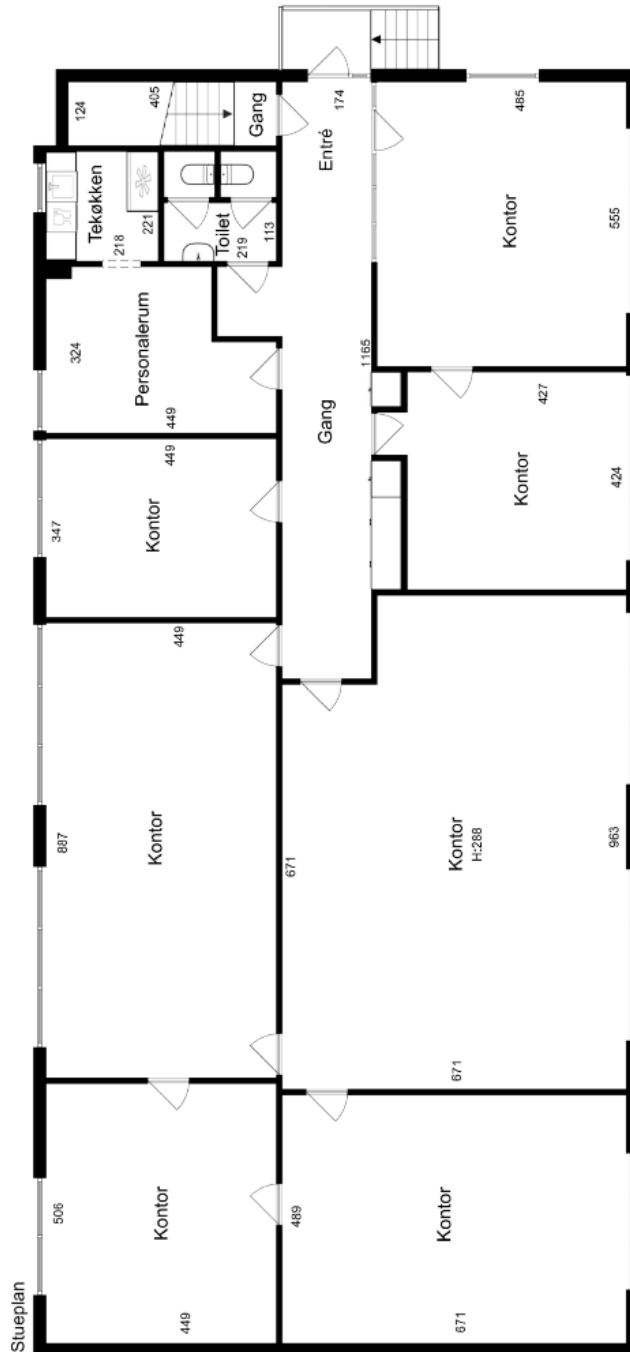 Stueplan
506
Kontor
449
489
Kontor
671
887
Kontor
449
671
Kontor
H:288
963
671
347
Kontor
449
324
Personalerum
449
Tekøkken
218
221
Toilet
219
113
124
405
Gang
Entré
174
Gang
1165
Kontor
427
424
Kontor
485
555